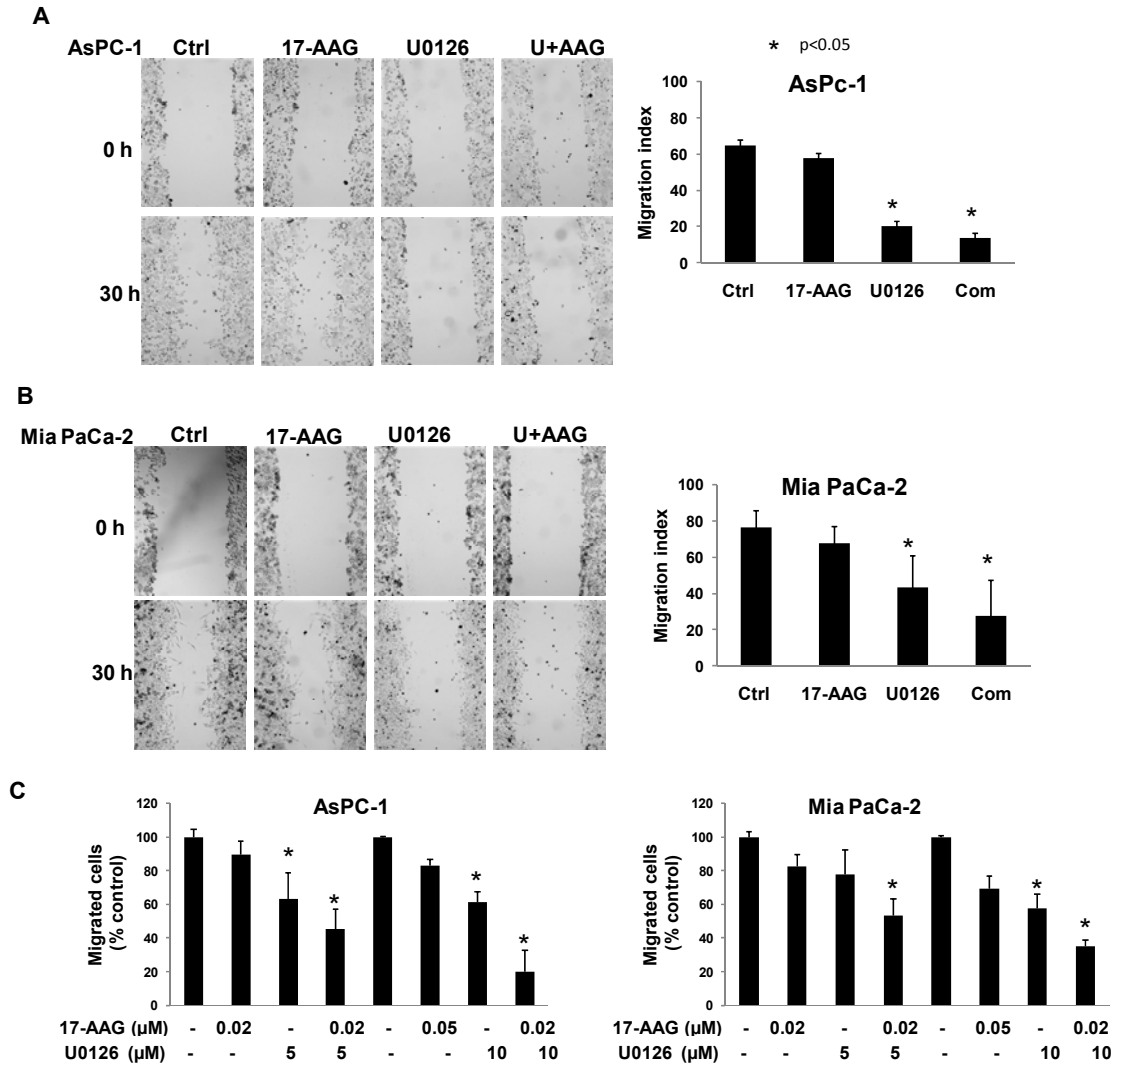 A
AsPC-1 Ctrl 17-AAG U0126 U+AAG
0 h
30 h
* p<0.05
AsPc-1
Migration index
100
80
60
40
20
0
* *
Ctrl 17-AAG U0126 Com
B
Mia PaCa-2 Ctrl 17-AAG U0126 U+AAG
0 h
30 h
Mia PaCa-2
Migration index
100
80
60
40
20
0
* *
Ctrl 17-AAG U0126 Com
C
AsPC-1
Migrated cells
(% control)
120
100
80
60
40
20
0
* * * *
17-AAG (µM) - 0.02 - 0.02 - 0.05 - 0.02
U0126 (µM) - - 5 5 - - 10 10
Mia PaCa-2
Migrated cells
(% control)
120
100
80
60
40
20
0
* * *
17-AAG (µM) - 0.02 - 0.02 - 0.05 - 0.02
U0126 (µM) - - 5 5 - - 10 10